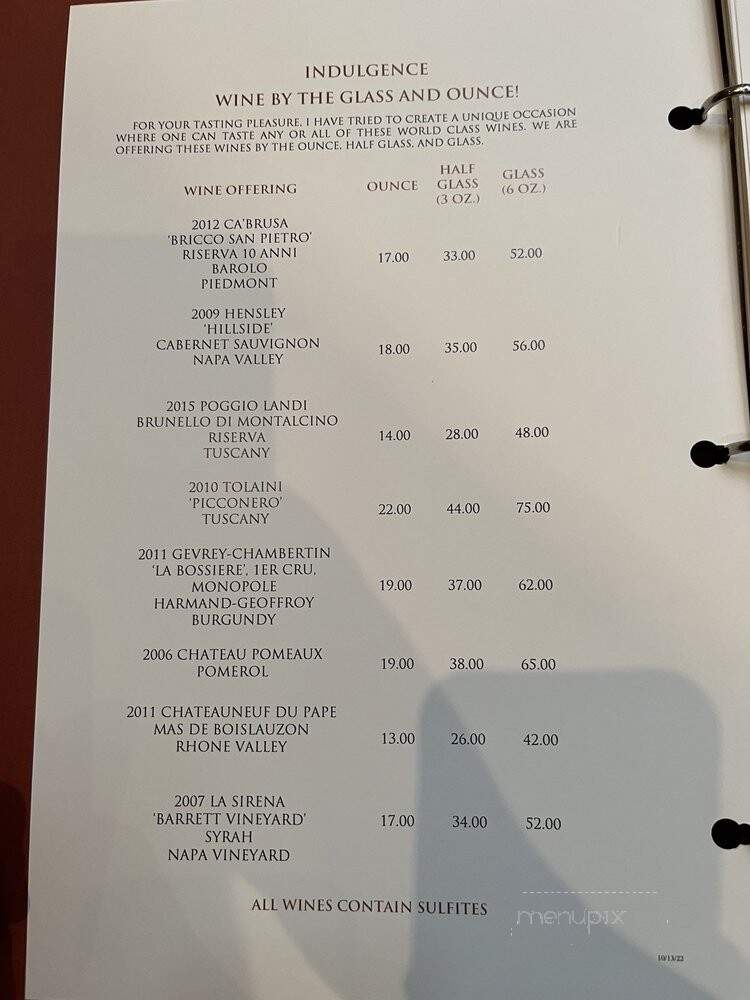 INDULGENCE
WINE BY THE GLASS AND OUNCE!
FOR YOUR TASTING PLEASURE, I HAVE TRIED TO CREATE A UNIQUE OCCASION
WHERE ONE CAN TASTE ANY OR ALL OF THESE WORLD CLASS WINES. WE ARE
OFFERING THESE WINES BY THE OUNCE, HALF GLASS, AND GLASS.
WINE OFFERING
OUNCE
HALF
GLASS
(3 OZ.)
GLASS
(6 OZ.)
2012 CA'BRUSA
'BRICCO SAN PIETRO'
RISERVA 10 ANNI
BAROLO
PIEDMONT
17.00 33.00 52.00
2009 HENSLEY
'HILLSIDE'
CABERNET SAUVIGNON
NAPA VALLEY
18.00 35.00 56.00
2015 POGGIO LANDI
BRUNELLO DI MONTALCINO
RISERVA
TUSCANY
14.00 28.00 48.00
2010 TOLAINI
'PICCONERO'
TUSCANY
22.00 44.00 75.00
2011 GEVREY-CHAMBERTIN
'LA BOSSIERE', 1ER CRU,
MONOPOLE
HARMAND-GEOFFROY
BURGUNDY
19.00 37.00 62.00
2006 CHATEAU POMEAUX
POMEROL
19.00 38.00 65.00
2011 CHATEAUNEUF DU PAPE
MAS DE BOISLAUZON
RHONE VALLEY
13.00 26.00 42.00
2007 LA SIRENA
'BARRETT VINEYARD'
SYRAH
NAPA VINEYARD
17.00 34.00 52.00
ALL WINES CONTAIN SULFITES
menupix
10/13/22